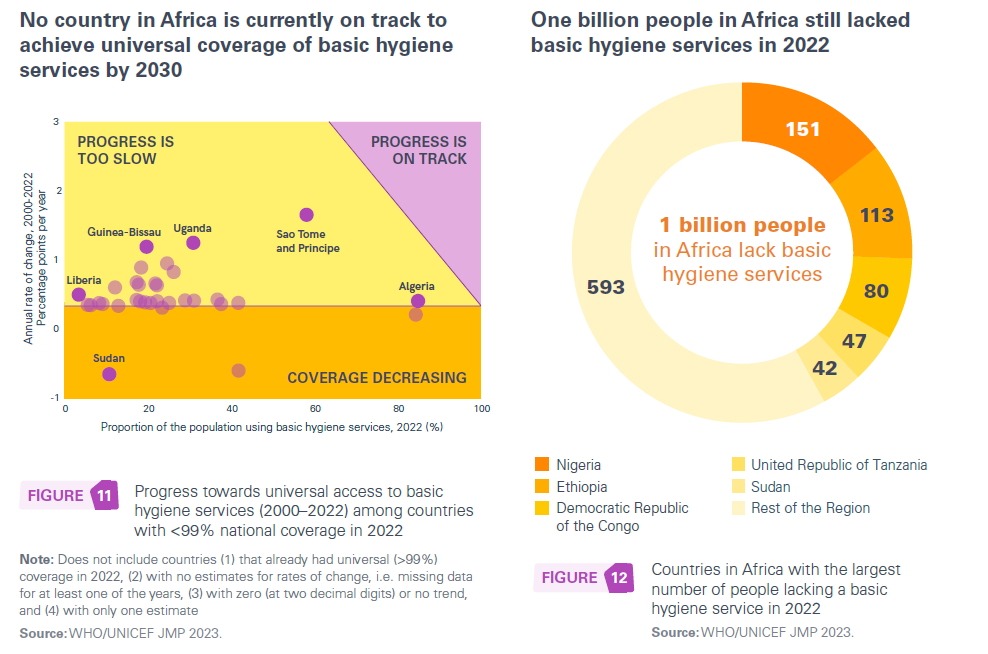 No country in Africa is currently on track to
achieve universal coverage of basic hygiene
services by 2030
3
2
1
0
-1
Annual rate of change, 2000-2022
Percentage points per year
PROGRESS IS
TOO SLOW
PROGRESS IS
ON TRACK
Guinea-Bissau
Uganda
Sao Tome
and Principe
Liberia
Algeria
Sudan
COVERAGE DECREASING
0
20
40
60
80
100
Proportion of the population using basic hygiene services, 2022 (%)
FIGURE 11
Progress towards universal access to basic
hygiene services (2000–2022) among countries
with <99% national coverage in 2022
Note: Does not include countries (1) that already had universal (>99%)
coverage in 2022, (2) with no estimates for rates of change, i.e. missing data
for at least one of the years, (3) with zero (at two decimal digits) or no trend,
and (4) with only one estimate
Source: WHO/UNICEF JMP 2023.
One billion people in Africa still lacked
basic hygiene services in 2022
151
113
80
47
42
593
1 billion people
in Africa lack basic
hygiene services
Nigeria
Ethiopia
Democratic Republic
of the Congo
United Republic of Tanzania
Sudan
Rest of the Region
FIGURE 12
Countries in Africa with the largest
number of people lacking a basic
hygiene service in 2022
Source: WHO/UNICEF JMP 2023.